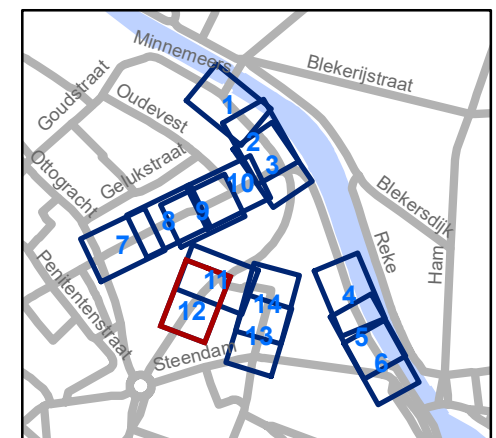 Minnemeers
Blekerijstraat
Goudstraat
Oudevest
1
2
3
Gelukstraat
10
Ottogracht
9
8
7
Blekersdijk
Reke
Ham
Penitentenstraat
11
12
14
13
4
5
6
Steendam